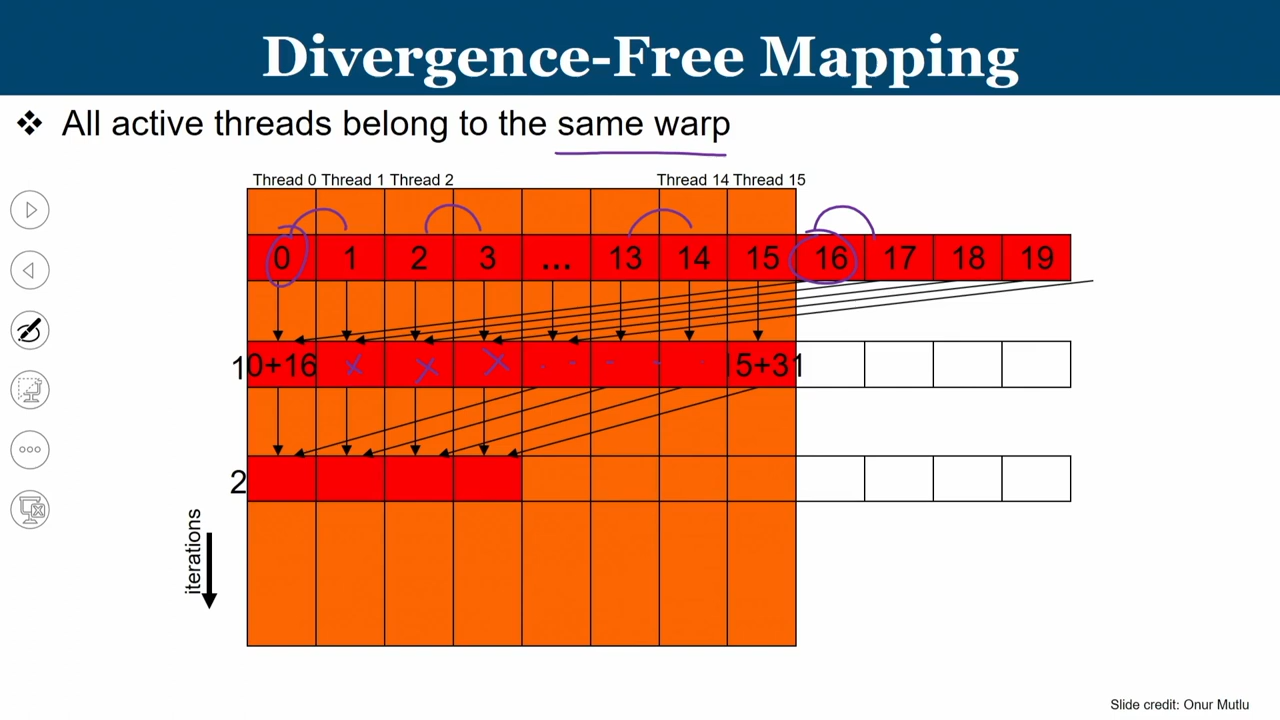 Divergence-Free Mapping
❖ All active threads belong to the same warp
Thread 0 Thread 1 Thread 2 Thread 14 Thread 15
0 1 2 3 ... 13 14 15 16 17 18 19
1 0+16 x x x - - - - 15+31
2
iterations
Slide credit: Onur Mutlu